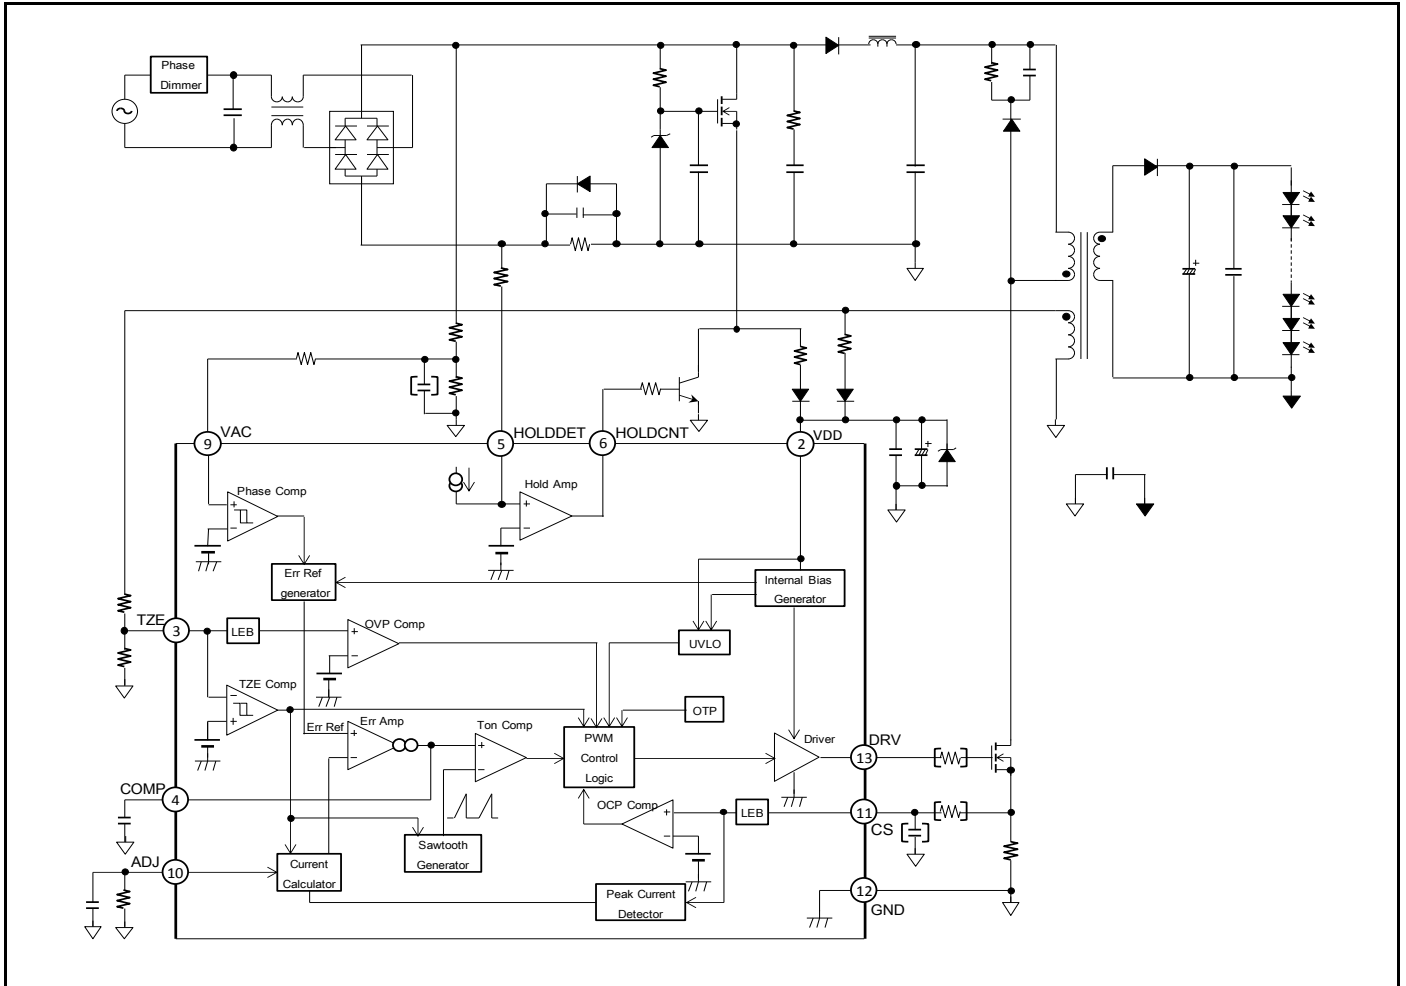 Phase
Dimmer
+
+
9
VAC
5
HOLDDET
6
HOLDCNT
2
VDD
Phase Comp
+
−
Hold Amp
+
−
Err Ref
generator
Internal Bias
Generator
TZE
3
LEB
OVP Comp
+
−
UVLO
TZE Comp
−
+
OTP
Err Ref
Err Amp
+
−
Ton Comp
+
−
PWM
Control
Logic
Driver
13
DRV
COMP
4
OCP Comp
+
−
LEB
11
CS
Sawtooth
Generator
ADJ
10
Current
Calculator
Peak Current
Detector
12
GND